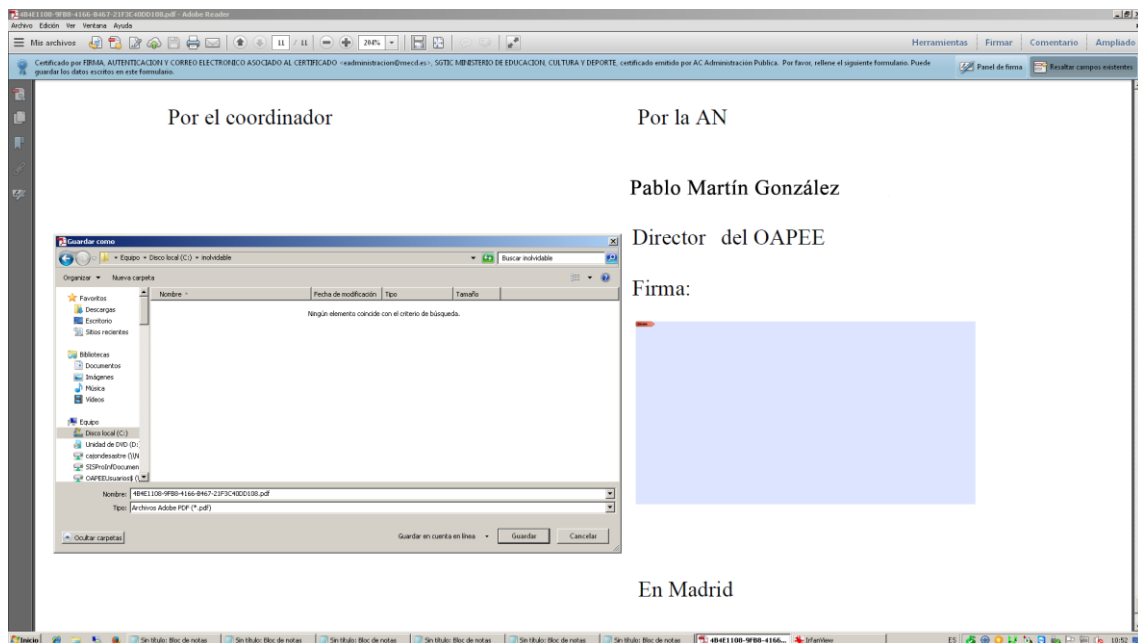 4B4E1108-9FB8-4166-B467-21F3C40DD108.pdf - Adobe Reader
Archivo Edición Ver Ventana Ayuda
Mis archivos 11 / 11 204% Herramientas Firmar Comentario Ampliado
Certificado por FIRMA, AUTENTICACION Y CORREO ELECTRONICO ASOCIADO AL CERTIFICADO <eadministracion@mecd.es>, SGTIC MINISTERIO DE EDUCACION, CULTURA Y DEPORTE, certificado emitido por AC Administración Pública. Por favor, rellene el siguiente formulario. Puede
guardar los datos escritos en este formulario.
Panel de firma Resaltar campos existentes
Por el coordinador
Por la AN
Pablo Martín González
Director del OAPEE
Firma:
En Madrid
Guardar como
Equipo Disco local (C:) inolvidable Buscar inolvidable
Organizar Nueva carpeta
Nombre Fecha de modificación Tipo Tamaño
Ningún elemento coincide con el criterio de búsqueda.
Favoritos
Descargas
Escritorio
Sitios recientes
Bibliotecas
Documentos
Imágenes
Música
Vídeos
Equipo
Disco local (C:)
Unidad de DVD (D:
cajondesastre (\\N
SISProInfDocumen
OAPEEUsuarios$ (\
Nombre: 4B4E1108-9FB8-4166-B467-21F3C40DD108.pdf
Tipo: Archivos Adobe PDF (*.pdf)
Ocultar carpetas Guardar en cuenta en línea Guardar Cancelar
Inicio Sin título: Bloc de notas Sin título: Bloc de notas Sin título: Bloc de notas Sin título: Bloc de notas Sin título: Bloc de notas Sin título: Bloc de notas 4B4E1108-9FB8-4166... IrfanView ES 10:52